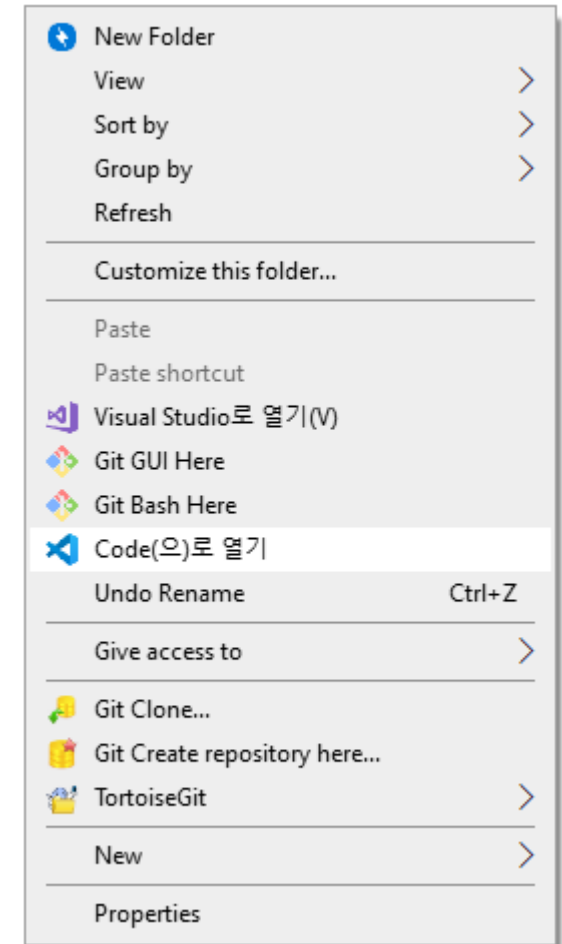 New Folder
View
Sort by
Group by
Refresh
Customize this folder...
Paste
Paste shortcut
Visual Studio로 열기(V)
Git GUI Here
Git Bash Here
Code(으)로 열기
Undo Rename Ctrl+Z
Give access to
Git Clone...
Git Create repository here...
TortoiseGit
New
Properties